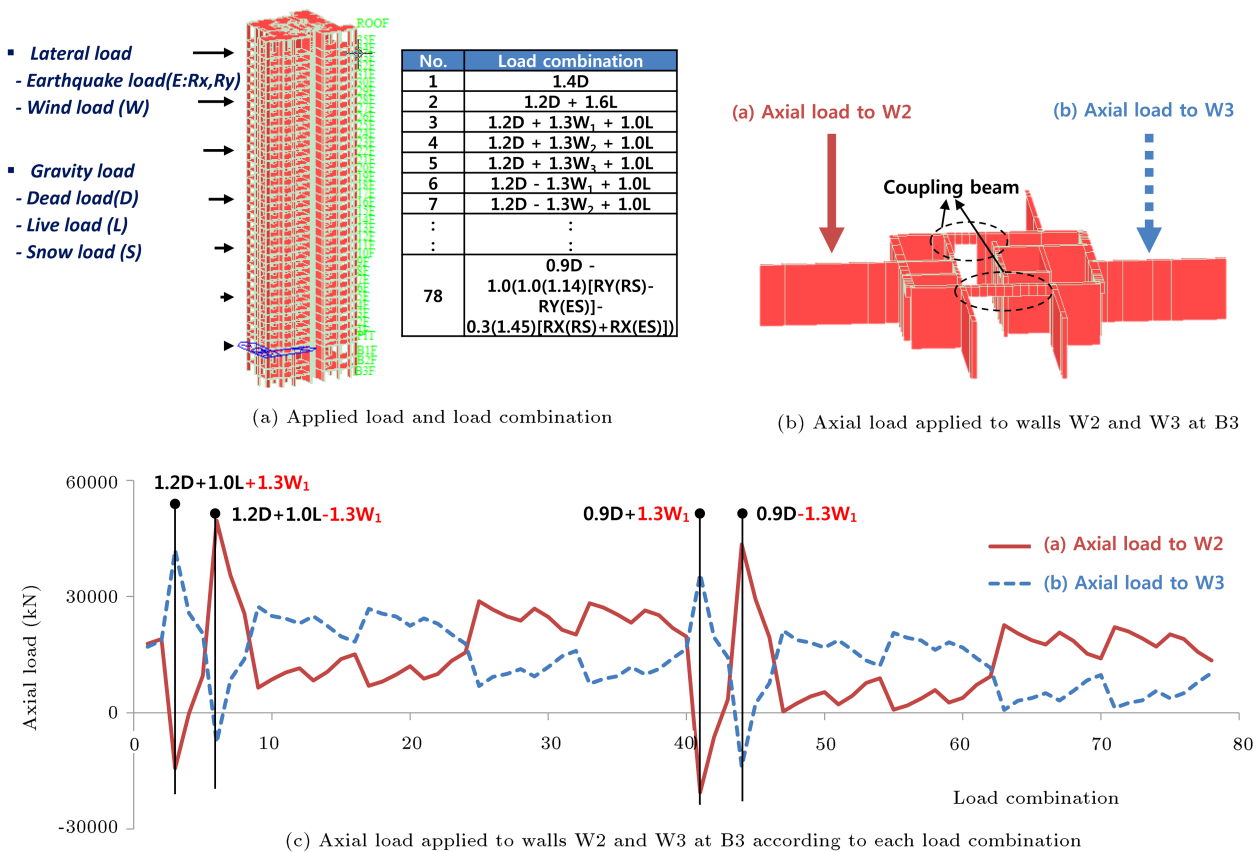 ▪ Lateral load
- Earthquake load(E:Rx,Ry)
- Wind load (W)
▪ Gravity load
- Dead load(D)
- Live load (L)
- Snow load (S)
ROOF
PIT
B1F
B3F
No. Load combination
1 1.4D
2 1.2D + 1.6L
3 1.2D + 1.3W₁ + 1.0L
4 1.2D + 1.3W₂ + 1.0L
5 1.2D + 1.3W₃ + 1.0L
6 1.2D - 1.3W₁ + 1.0L
7 1.2D - 1.3W₂ + 1.0L
: :
: :
78 0.9D -
1.0(1.0(1.14)[RY(RS)-
RY(ES)]-
0.3(1.45)[RX(RS)+RX(ES)])
(a) Applied load and load combination
(a) Axial load to W2
(b) Axial load to W3
Coupling beam
(b) Axial load applied to walls W2 and W3 at B3
1.2D+1.0L+1.3W₁
1.2D+1.0L-1.3W₁
0.9D+1.3W₁
0.9D-1.3W₁
(a) Axial load to W2
(b) Axial load to W3
Axial load (kN)
60000
30000
0
-30000
0 10 20 30 40 50 60 70 80
Load combination
(c) Axial load applied to walls W2 and W3 at B3 according to each load combination